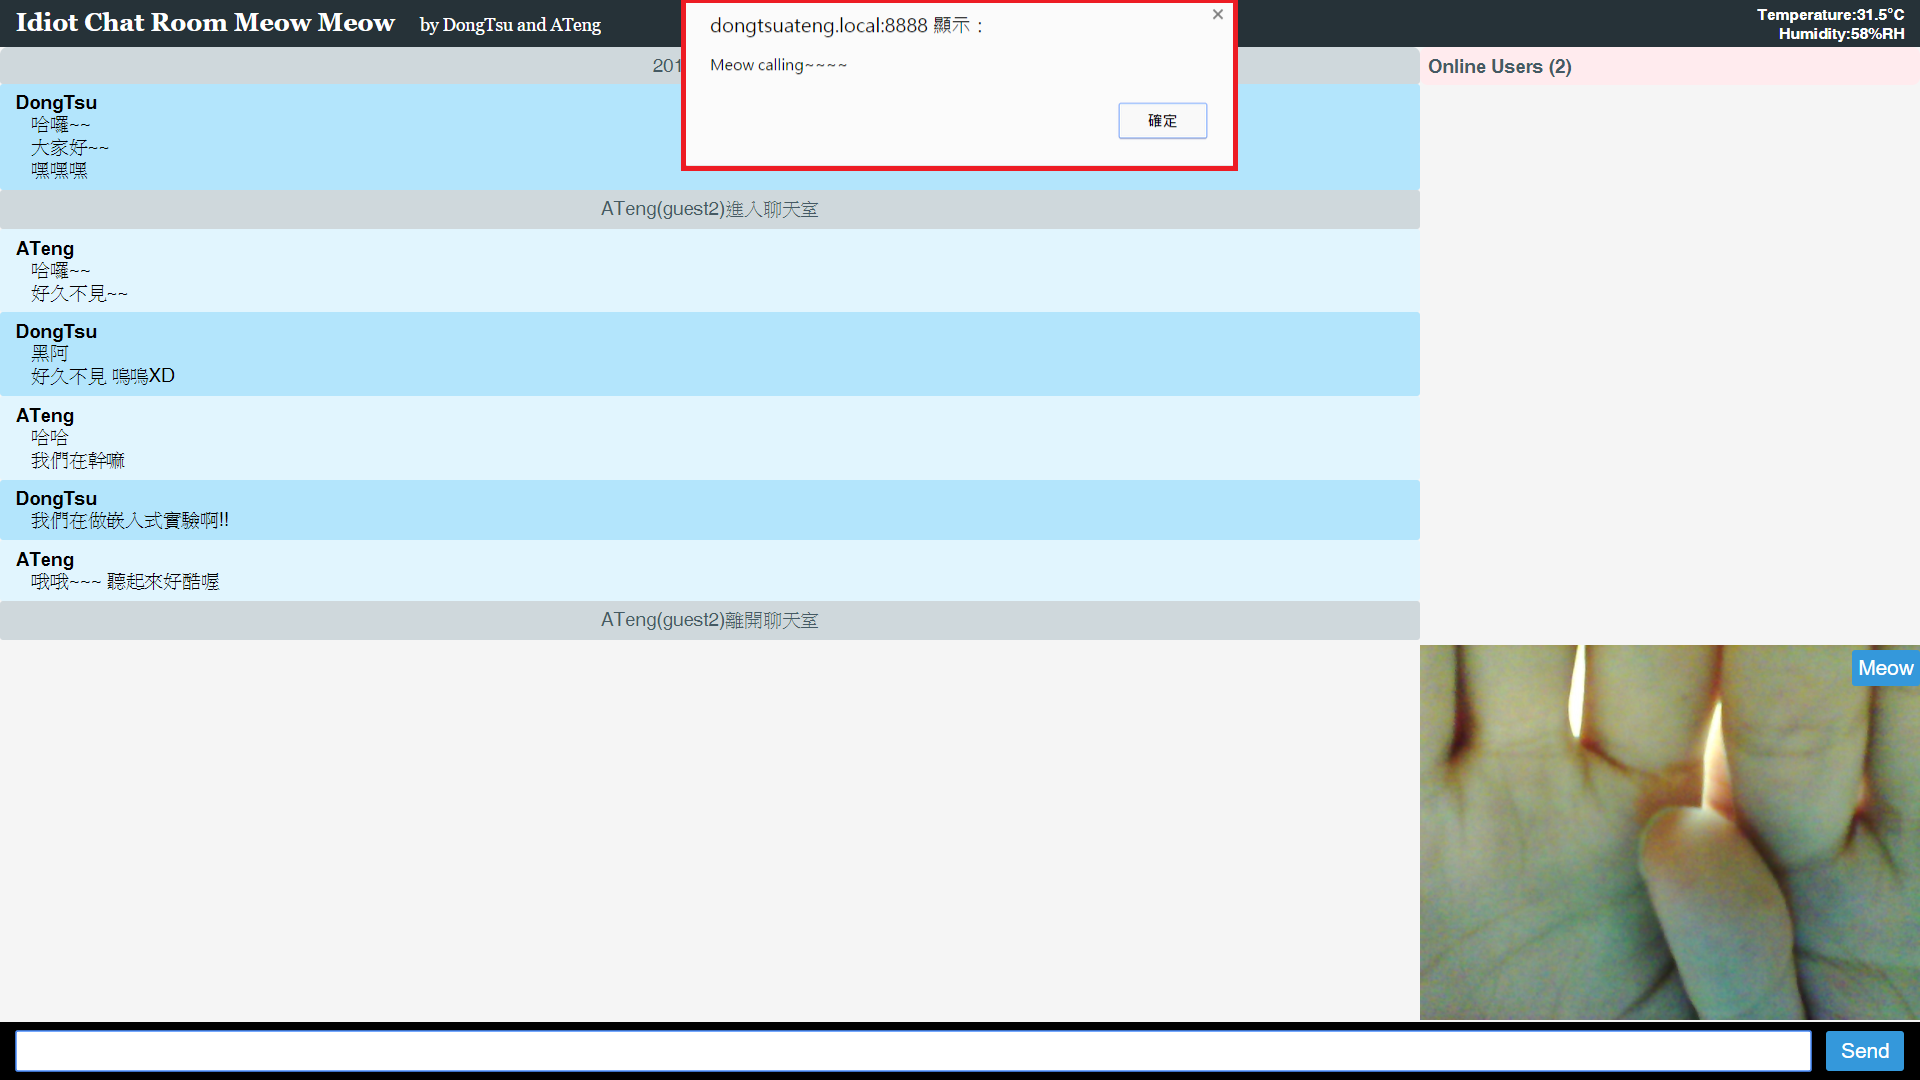 Idiot Chat Room Meow Meow by DongTsu and ATeng
dongtsuateng.local:8888 顯示：
Meow calling~~~~
確定
Temperature:31.5°C
Humidity:58%RH
201
Online Users (2)
DongTsu
哈囉~~
大家好~~
嘿嘿嘿
ATeng(guest2)進入聊天室
ATeng
哈囉~~
好久不見~~
DongTsu
黑阿
好久不見 嗚嗚XD
ATeng
哈哈
我們在幹嘛
DongTsu
我們在做嵌入式實驗啊!!
ATeng
哦哦~~~ 聽起來好酷喔
ATeng(guest2)離開聊天室
Meow
Send